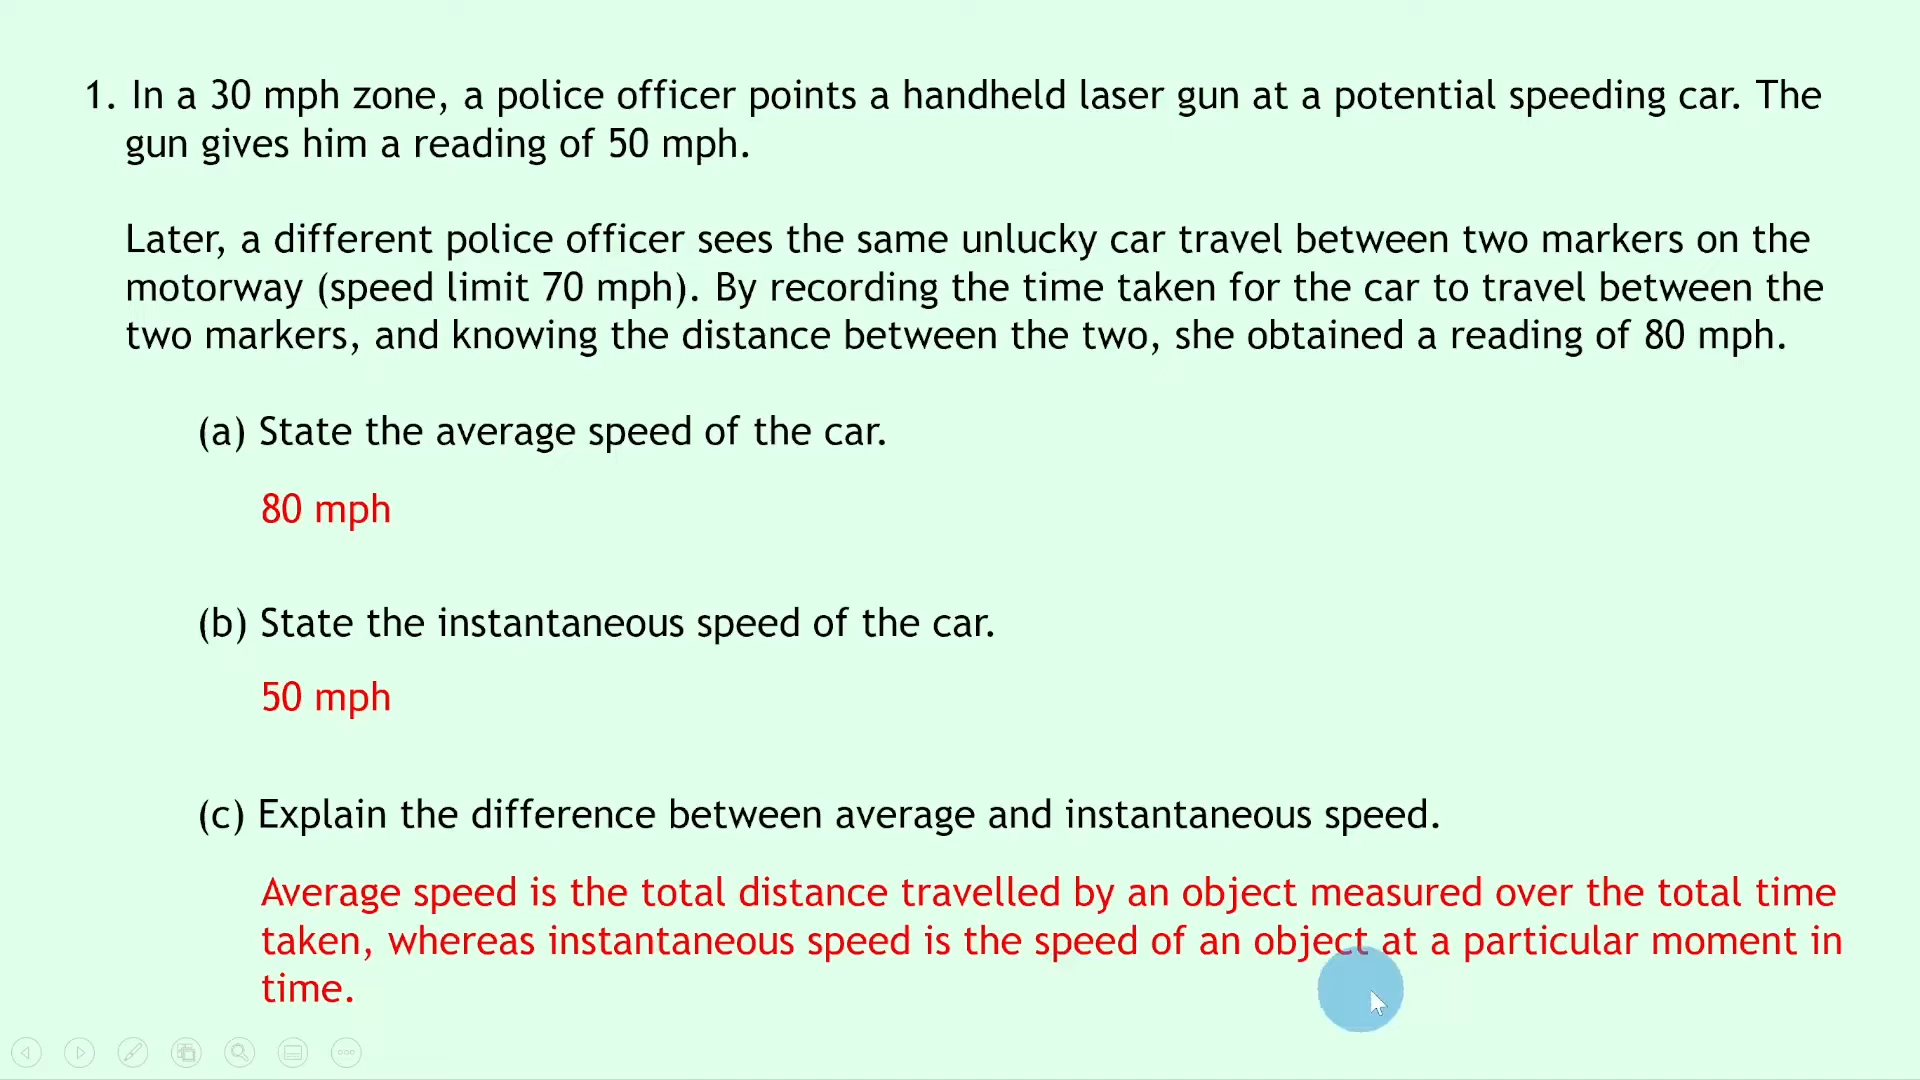 1. In a 30 mph zone, a police officer points a handheld laser gun at a potential speeding car. The
gun gives him a reading of 50 mph.
Later, a different police officer sees the same unlucky car travel between two markers on the
motorway (speed limit 70 mph). By recording the time taken for the car to travel between the
two markers, and knowing the distance between the two, she obtained a reading of 80 mph.
(a) State the average speed of the car.
80 mph
(b) State the instantaneous speed of the car.
50 mph
(c) Explain the difference between average and instantaneous speed.
Average speed is the total distance travelled by an object measured over the total time
taken, whereas instantaneous speed is the speed of an object at a particular moment in
time.